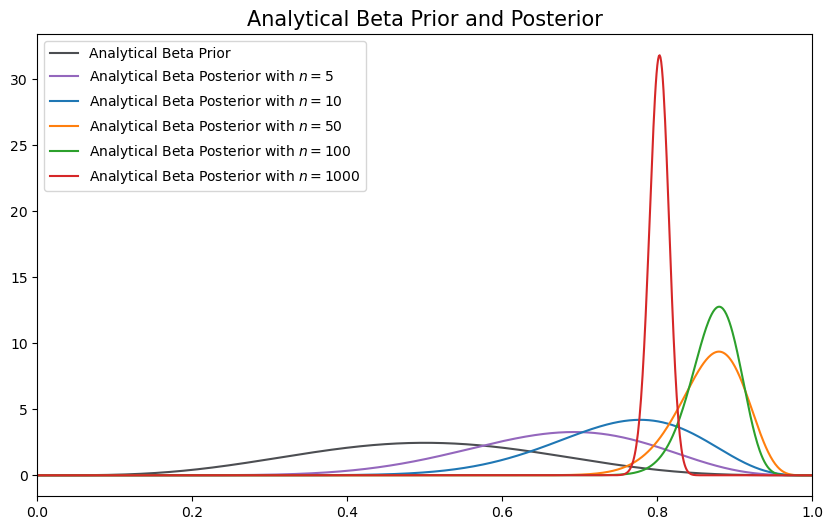 Analytical Beta Prior and Posterior
Analytical Beta Prior
Analytical Beta Posterior with n = 5
Analytical Beta Posterior with n = 10
Analytical Beta Posterior with n = 50
Analytical Beta Posterior with n = 100
Analytical Beta Posterior with n = 1000
30
25
20
15
10
5
0
0.0 0.2 0.4 0.6 0.8 1.0